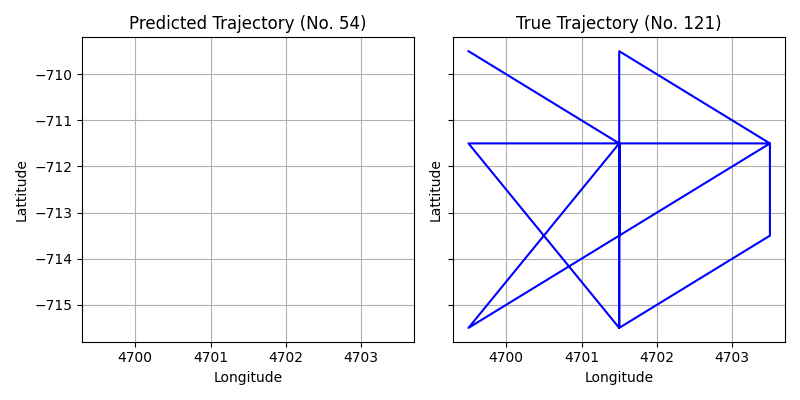 Predicted Trajectory (No. 54)
True Trajectory (No. 121)
−710
−711
−712
−713
−714
−715
Lattitude
Lattitude
4700 4701 4702 4703
4700 4701 4702 4703
Longitude
Longitude